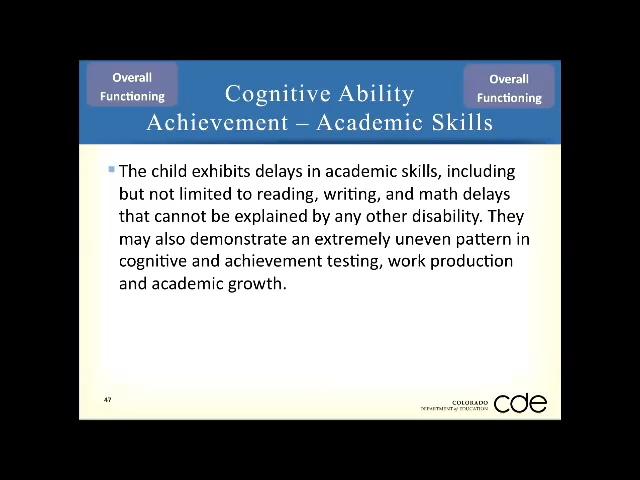 Overall
Functioning
Overall
Functioning
Cognitive Ability
Achievement – Academic Skills
The child exhibits delays in academic skills, including
but not limited to reading, writing, and math delays
that cannot be explained by any other disability. They
may also demonstrate an extremely uneven pattern in
cognitive and achievement testing, work production
and academic growth.
47
COLORADO
DEPARTMENT of EDUCATION
cde